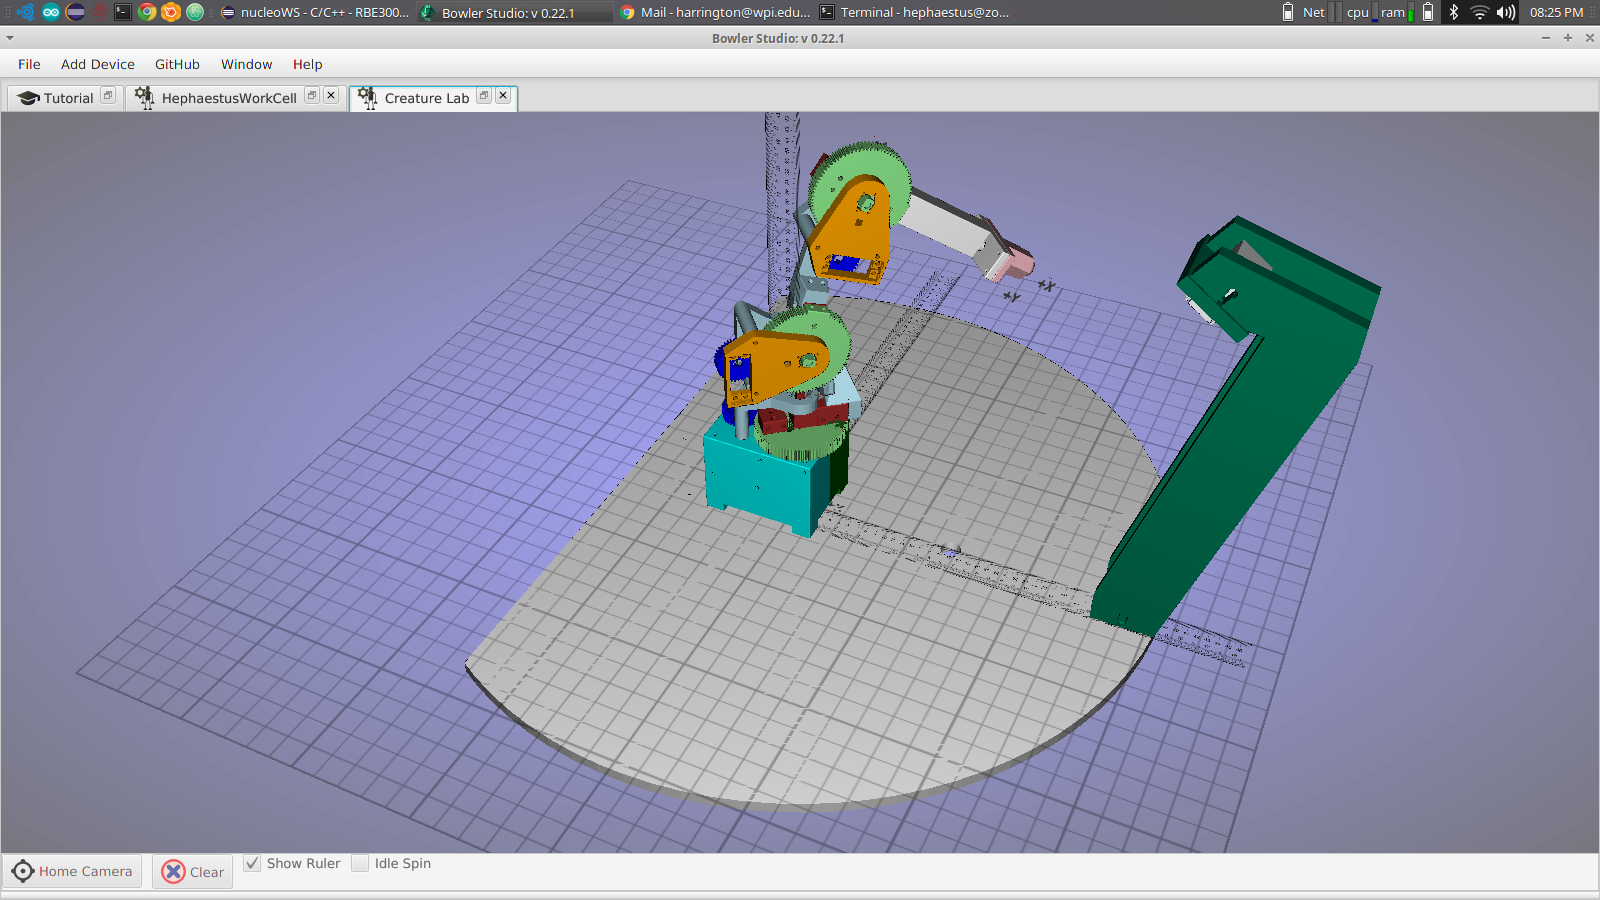 nucleoWS - C/C++ - RBE300... Bowler Studio: v 0.22.1 Mail - harrington@wpi.edu... Terminal - hephaestus@zo... Net cpu ram 08:25 PM
Bowler Studio: v 0.22.1
File Add Device GitHub Window Help
Tutorial HephaestusWorkCell Creature Lab
+Y +X
Home Camera Clear Show Ruler Idle Spin